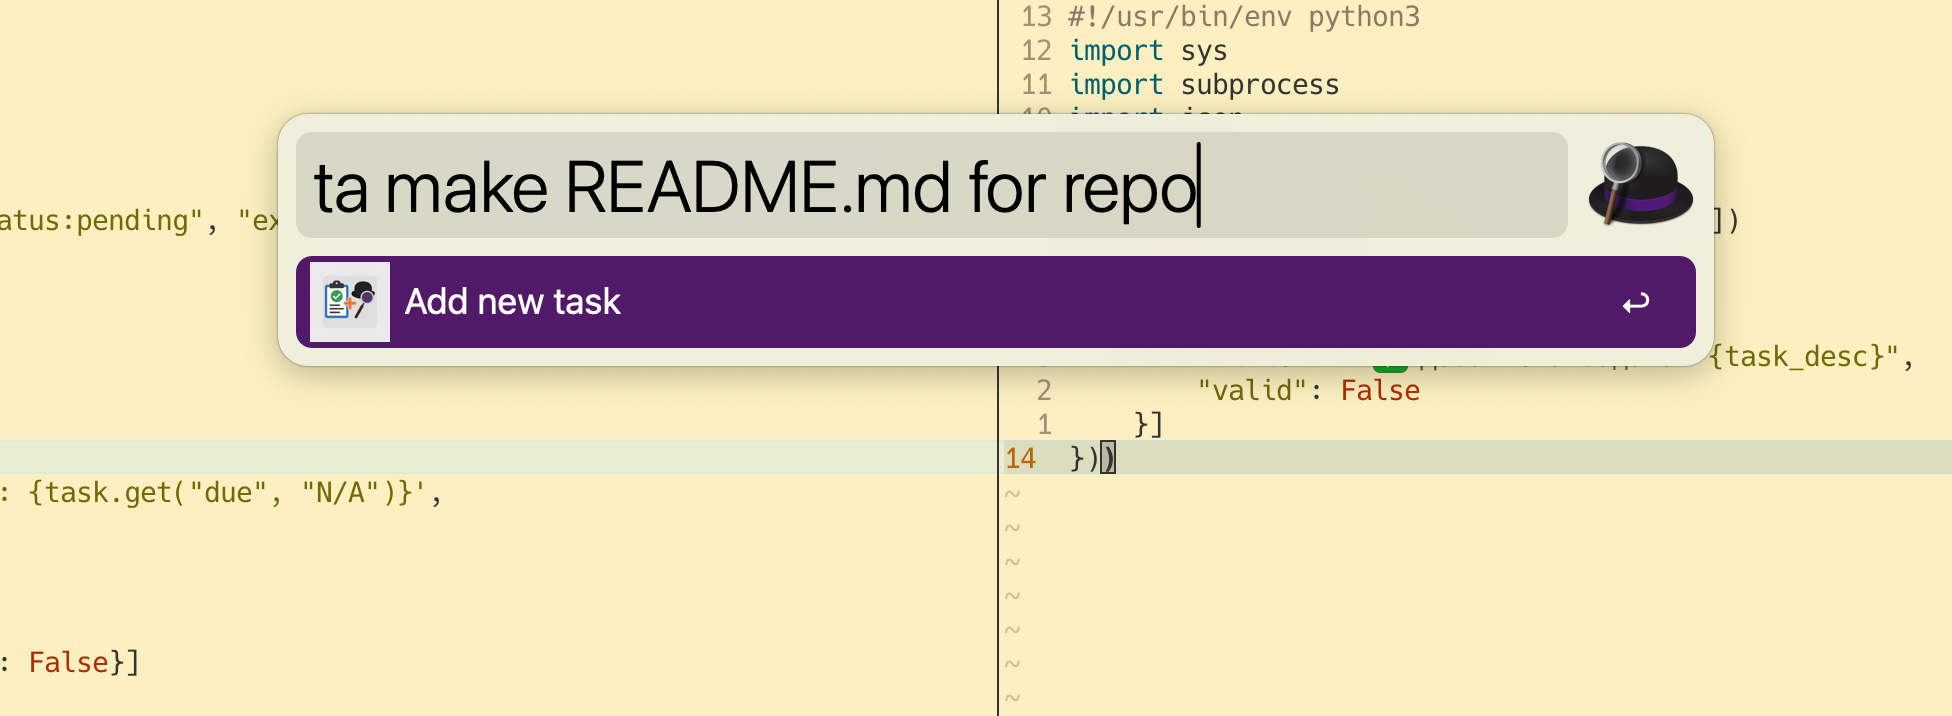 13 #!/usr/bin/env python3
12 import sys
11 import subprocess
ta make README.md for repo
atus:pending", "ex
])
Add new task
{task_desc}",
2 "valid": False
1 }]
14 }))
: {task.get("due", "N/A")}',
~
~
~
~
~
: False}]
~
~